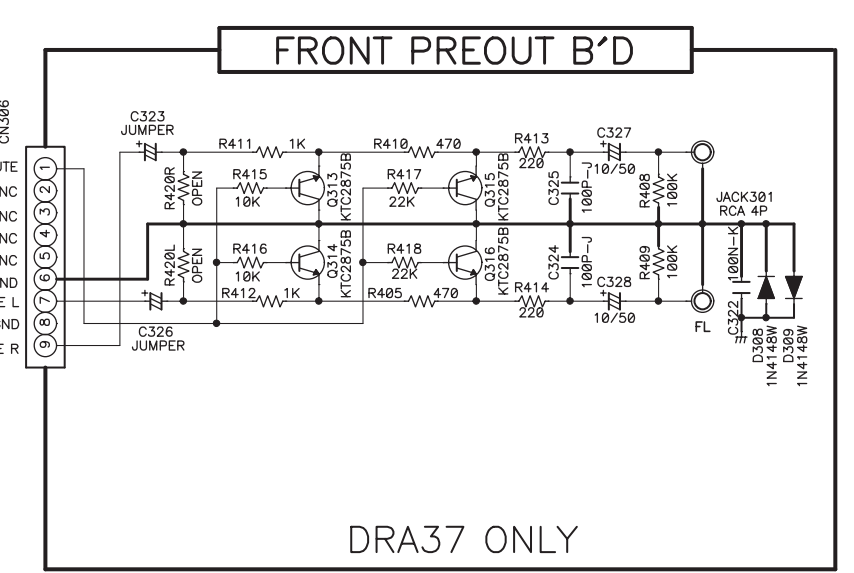 FRONT PREOUT B'D
CN306
UTE
NC
NC
NC
NC
ND
E L
ND
E R
1
2
3
4
5
6
7
8
9
C323
JUMPER
+
R411 1K
R410 470
R413
220
C327
+
10/50
R420R
OPEN
R415
10K
Q313
KTC2875B
R417
22K
Q315
KTC2875B
C325
100P-J
R408
100K
JACK301
RCA 4P
R420L
OPEN
R416
10K
Q314
KTC2875B
R418
22K
Q316
KTC2875B
C324
100P-J
R409
100K
100N-K
C322
R412 1K
R405 470
R414
220
C328
+
10/50
+
C326
JUMPER
FL
D308
1N4148W
D309
1N4148W
DRA37 ONLY